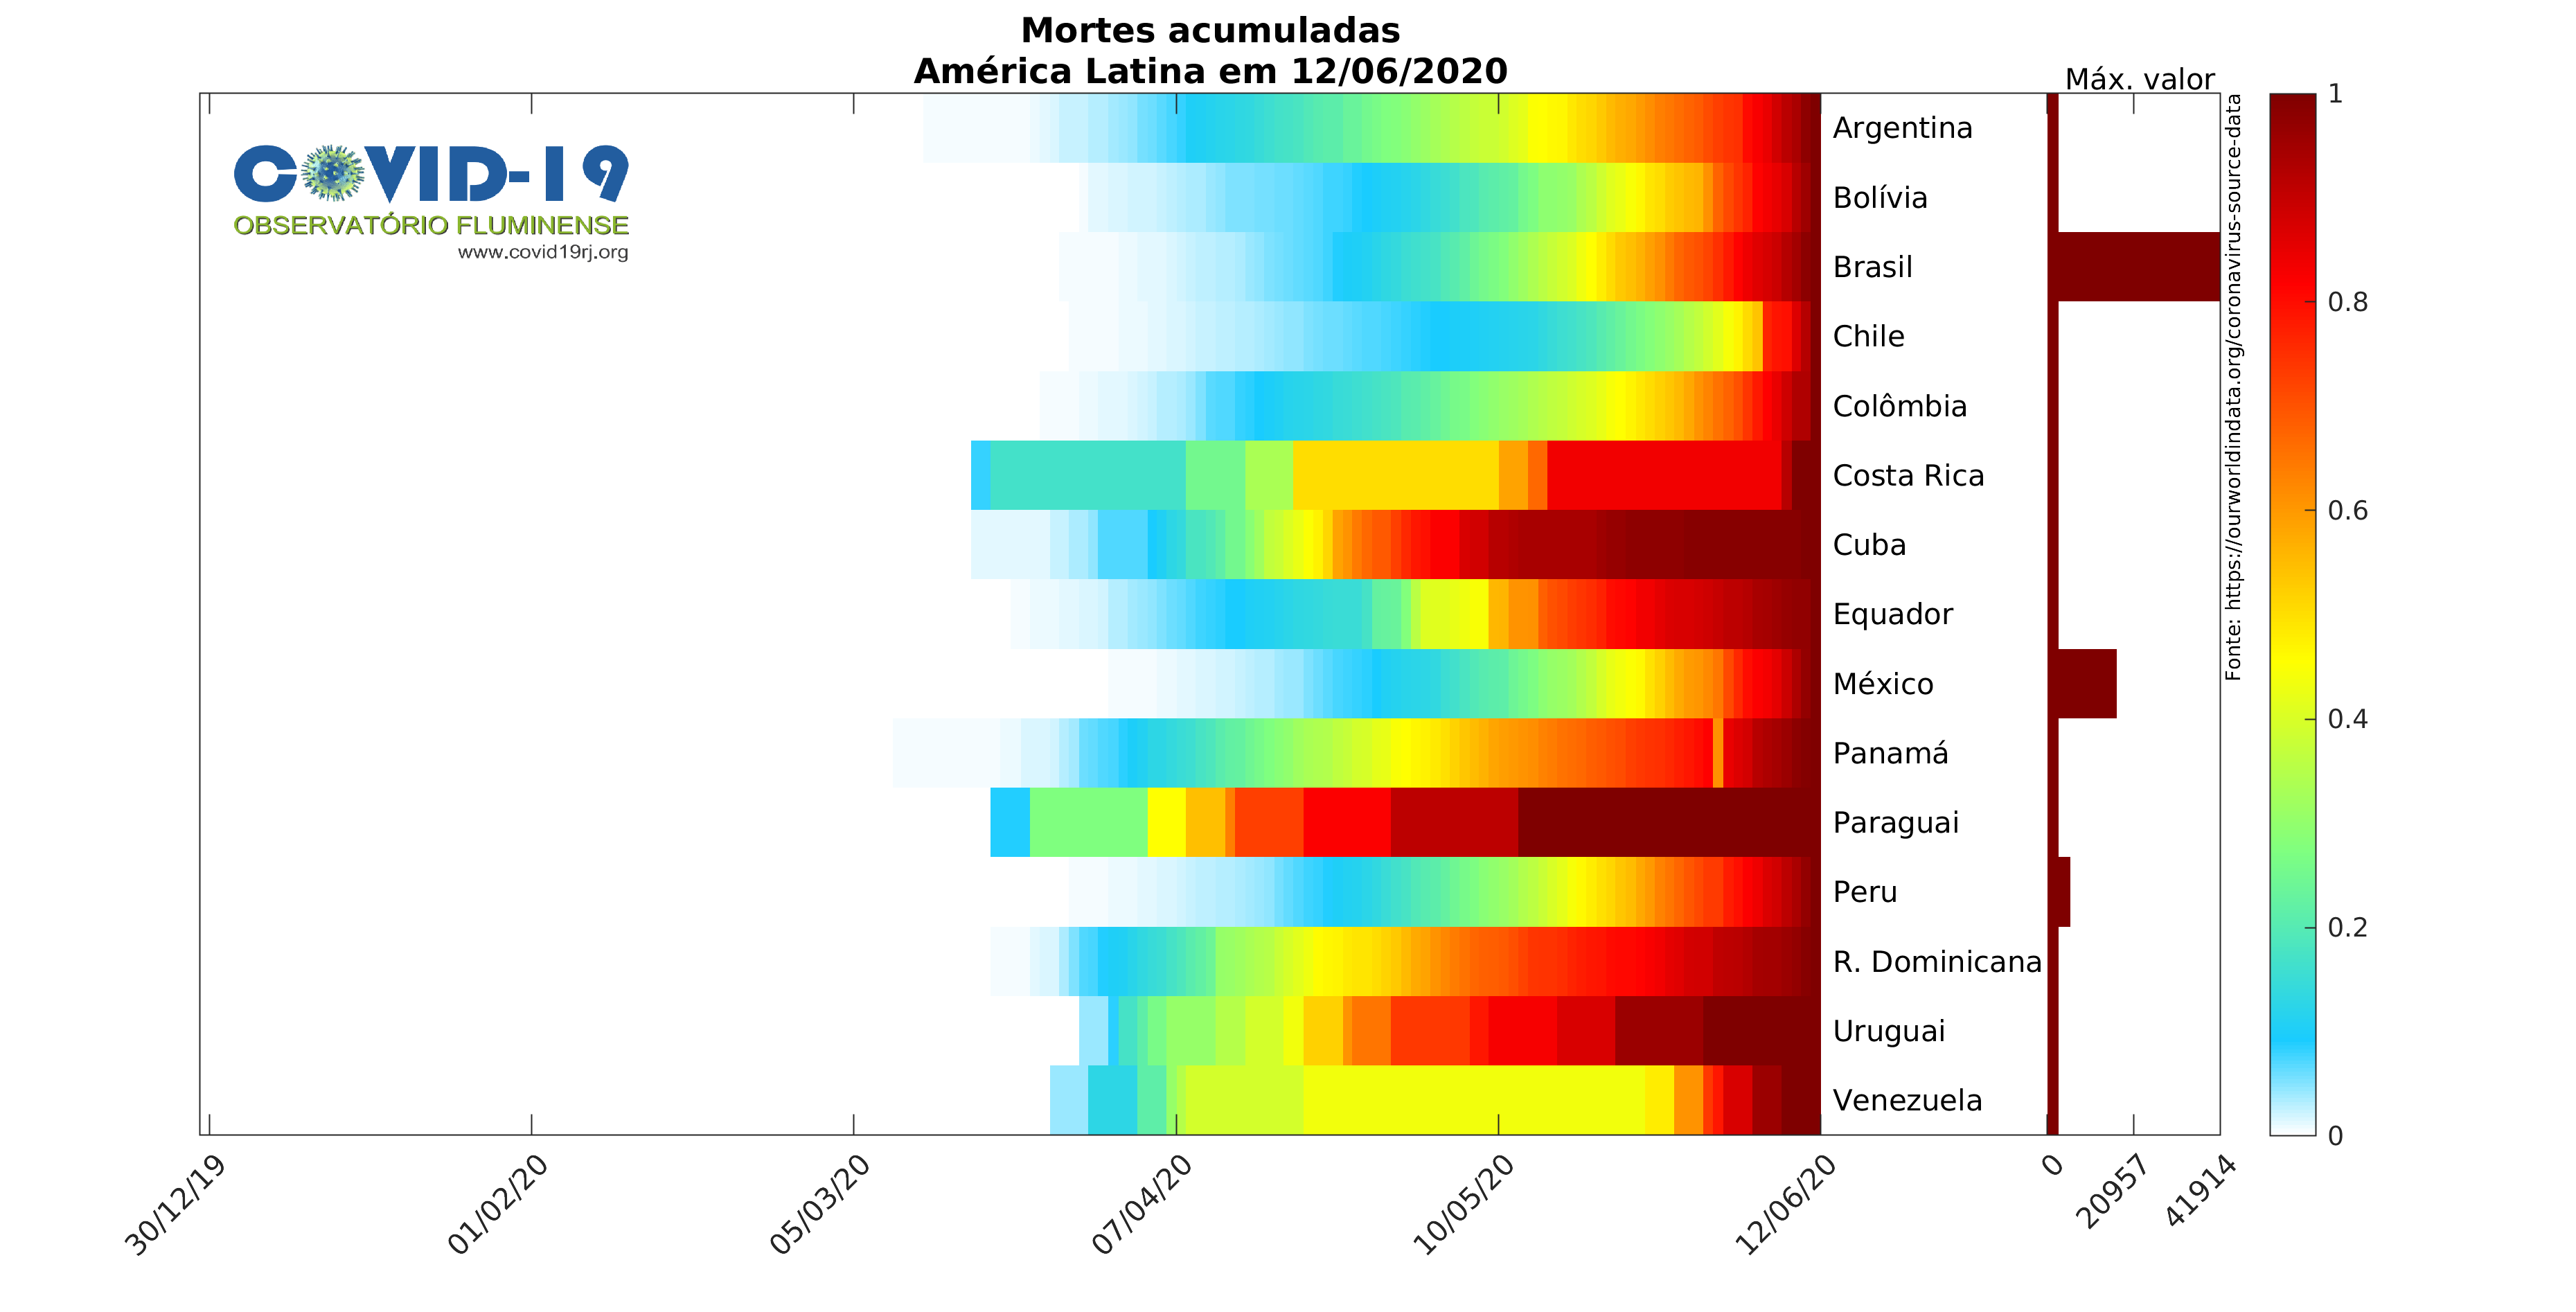 Mortes acumuladas
América Latina em 12/06/2020
Máx. valor
COVID-19
OBSERVATÓRIO FLUMINENSE
www.covid19rj.org
Argentina
Bolívia
Brasil
Chile
Colômbia
Costa Rica
Cuba
Equador
México
Panamá
Paraguai
Peru
R. Dominicana
Uruguai
Venezuela
Fonte: https://ourworldindata.org/coronavirus-source-data
1
0.8
0.6
0.4
0.2
0
30/12/19
01/02/20
05/03/20
07/04/20
10/05/20
12/06/20
0
20957
41914